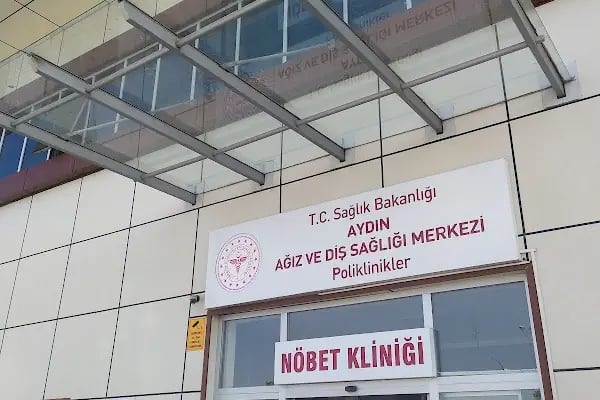 T.C. Sağlık Bakanlığı
AYDIN
AĞIZ VE DİŞ SAĞLIĞI MERKEZİ
Poliklinikler
NÖBET KLİNİĞİ